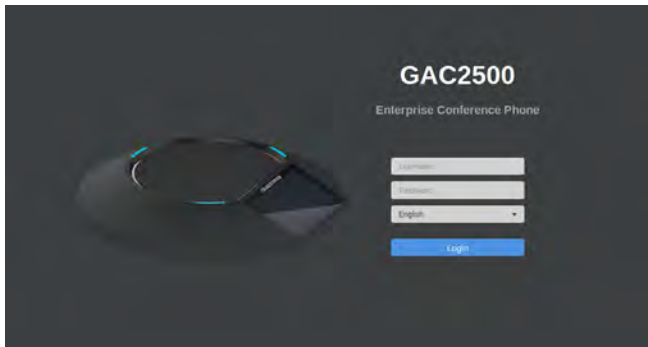 GAC2500
Enterprise Conference Phone
Username
Password
English
Login